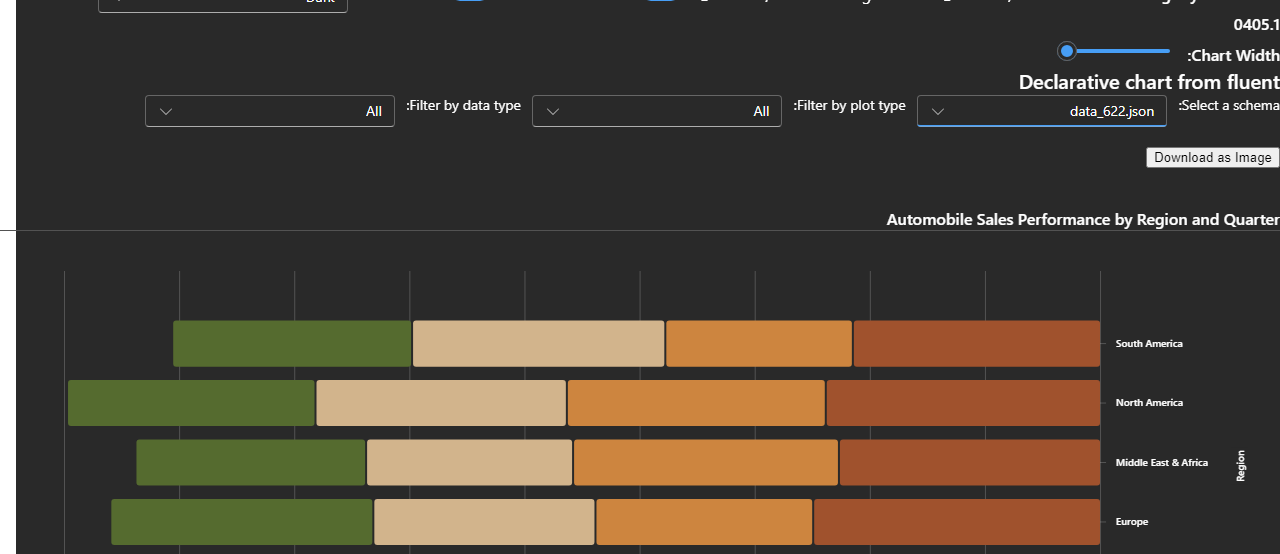 0405.1
:Chart Width
Declarative chart from fluent
:Select a schema
data_622.json
:Filter by plot type
All
:Filter by data type
All
Download as Image
Automobile Sales Performance by Region and Quarter
South America
North America
Middle East & Africa
Europe
Region